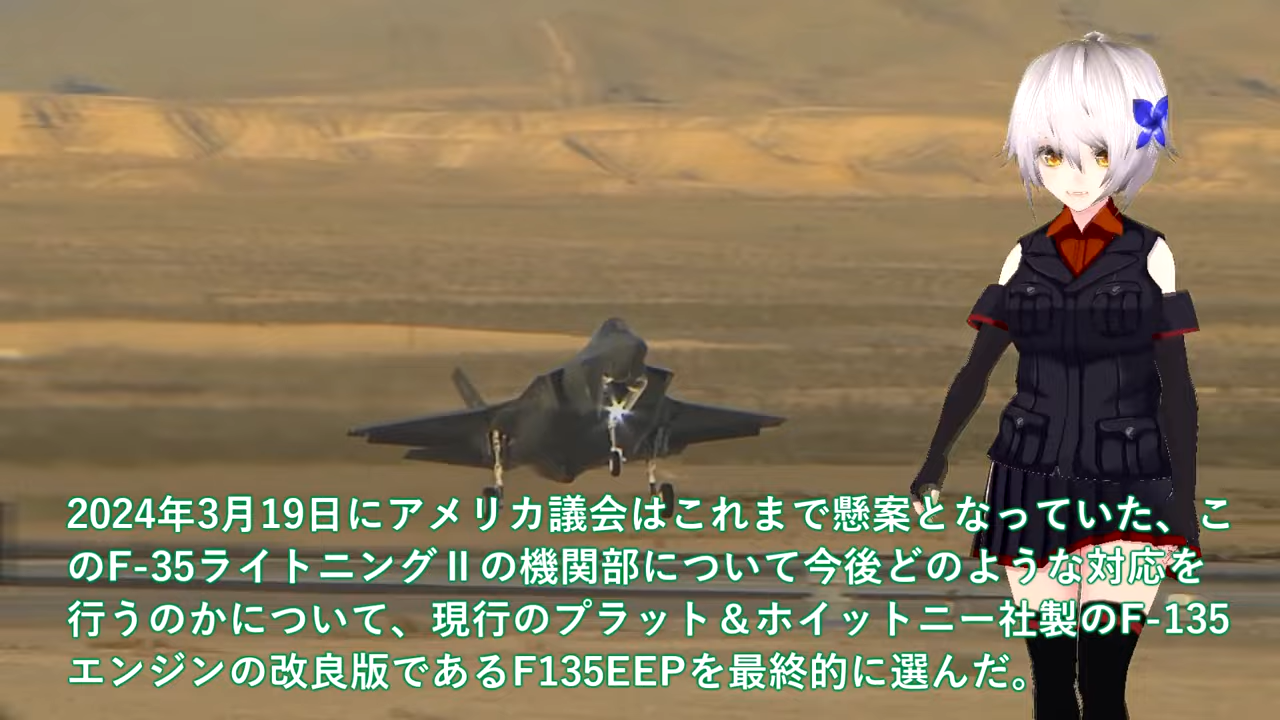 2024年3月19日にアメリカ議会はこれまで懸案となっていた、こ
のF-35ライトニングⅡの機関部について今後どのような対応を
行うのかについて、現行のプラット＆ホイットニー社製のF-135
エンジンの改良版であるF135EEPを最終的に選んだ。